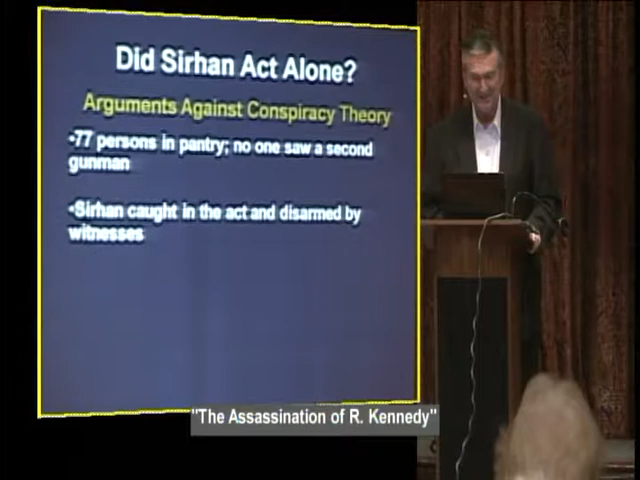 Did Sirhan Act Alone?
Arguments Against Conspiracy Theory
•77 persons in pantry; no one saw a second
gunman
•Sirhan caught in the act and disarmed by
witnesses
"The Assassination of R. Kennedy"